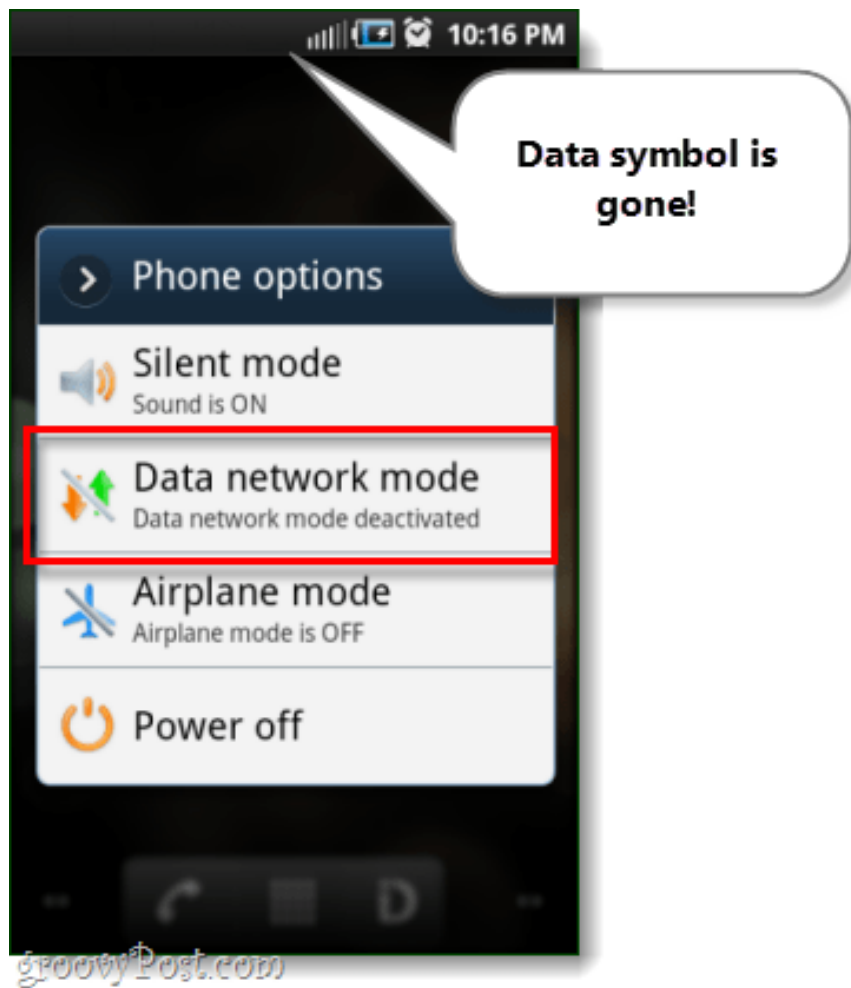 10:16 PM
Data symbol is
gone!
Phone options
Silent mode
Sound is ON
Data network mode
Data network mode deactivated
Airplane mode
Airplane mode is OFF
Power off
D
groovyPost.com